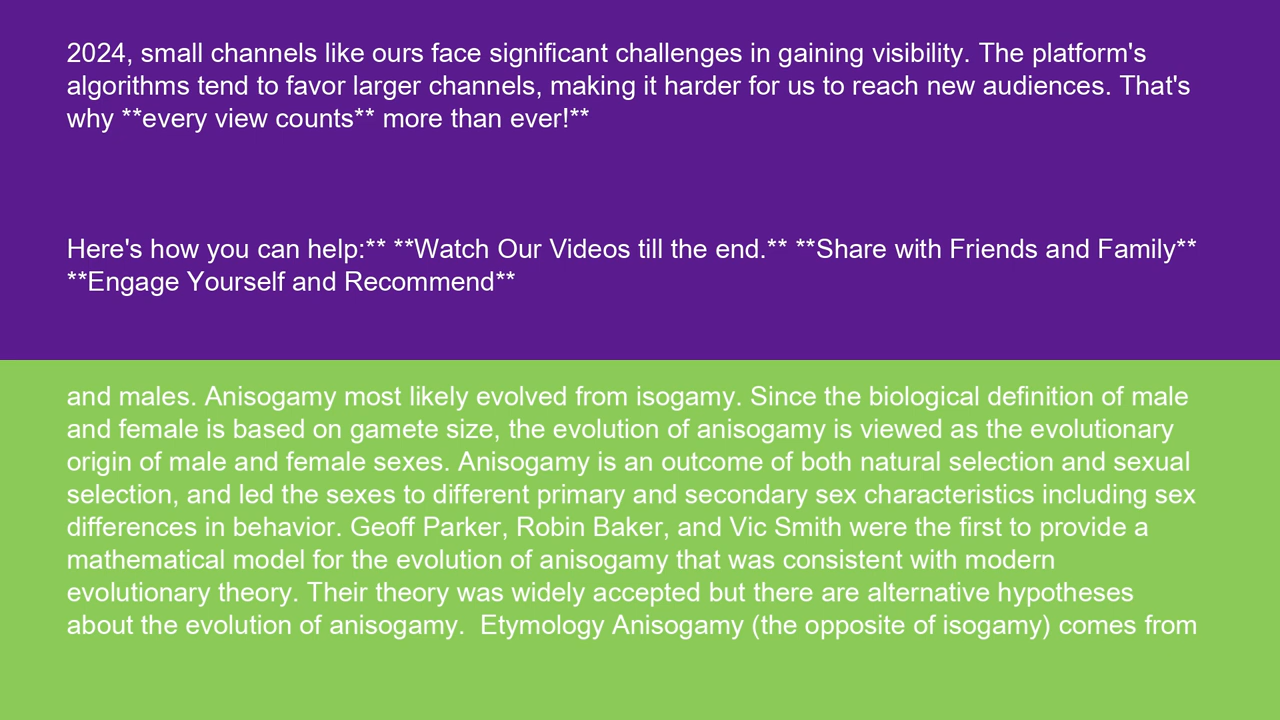 2024, small channels like ours face significant challenges in gaining visibility. The platform's
algorithms tend to favor larger channels, making it harder for us to reach new audiences. That's
why **every view counts** more than ever!**
Here's how you can help:** **Watch Our Videos till the end.** **Share with Friends and Family**
**Engage Yourself and Recommend**
and males. Anisogamy most likely evolved from isogamy. Since the biological definition of male
and female is based on gamete size, the evolution of anisogamy is viewed as the evolutionary
origin of male and female sexes. Anisogamy is an outcome of both natural selection and sexual
selection, and led the sexes to different primary and secondary sex characteristics including sex
differences in behavior. Geoff Parker, Robin Baker, and Vic Smith were the first to provide a
mathematical model for the evolution of anisogamy that was consistent with modern
evolutionary theory. Their theory was widely accepted but there are alternative hypotheses
about the evolution of anisogamy.  Etymology Anisogamy (the opposite of isogamy) comes from